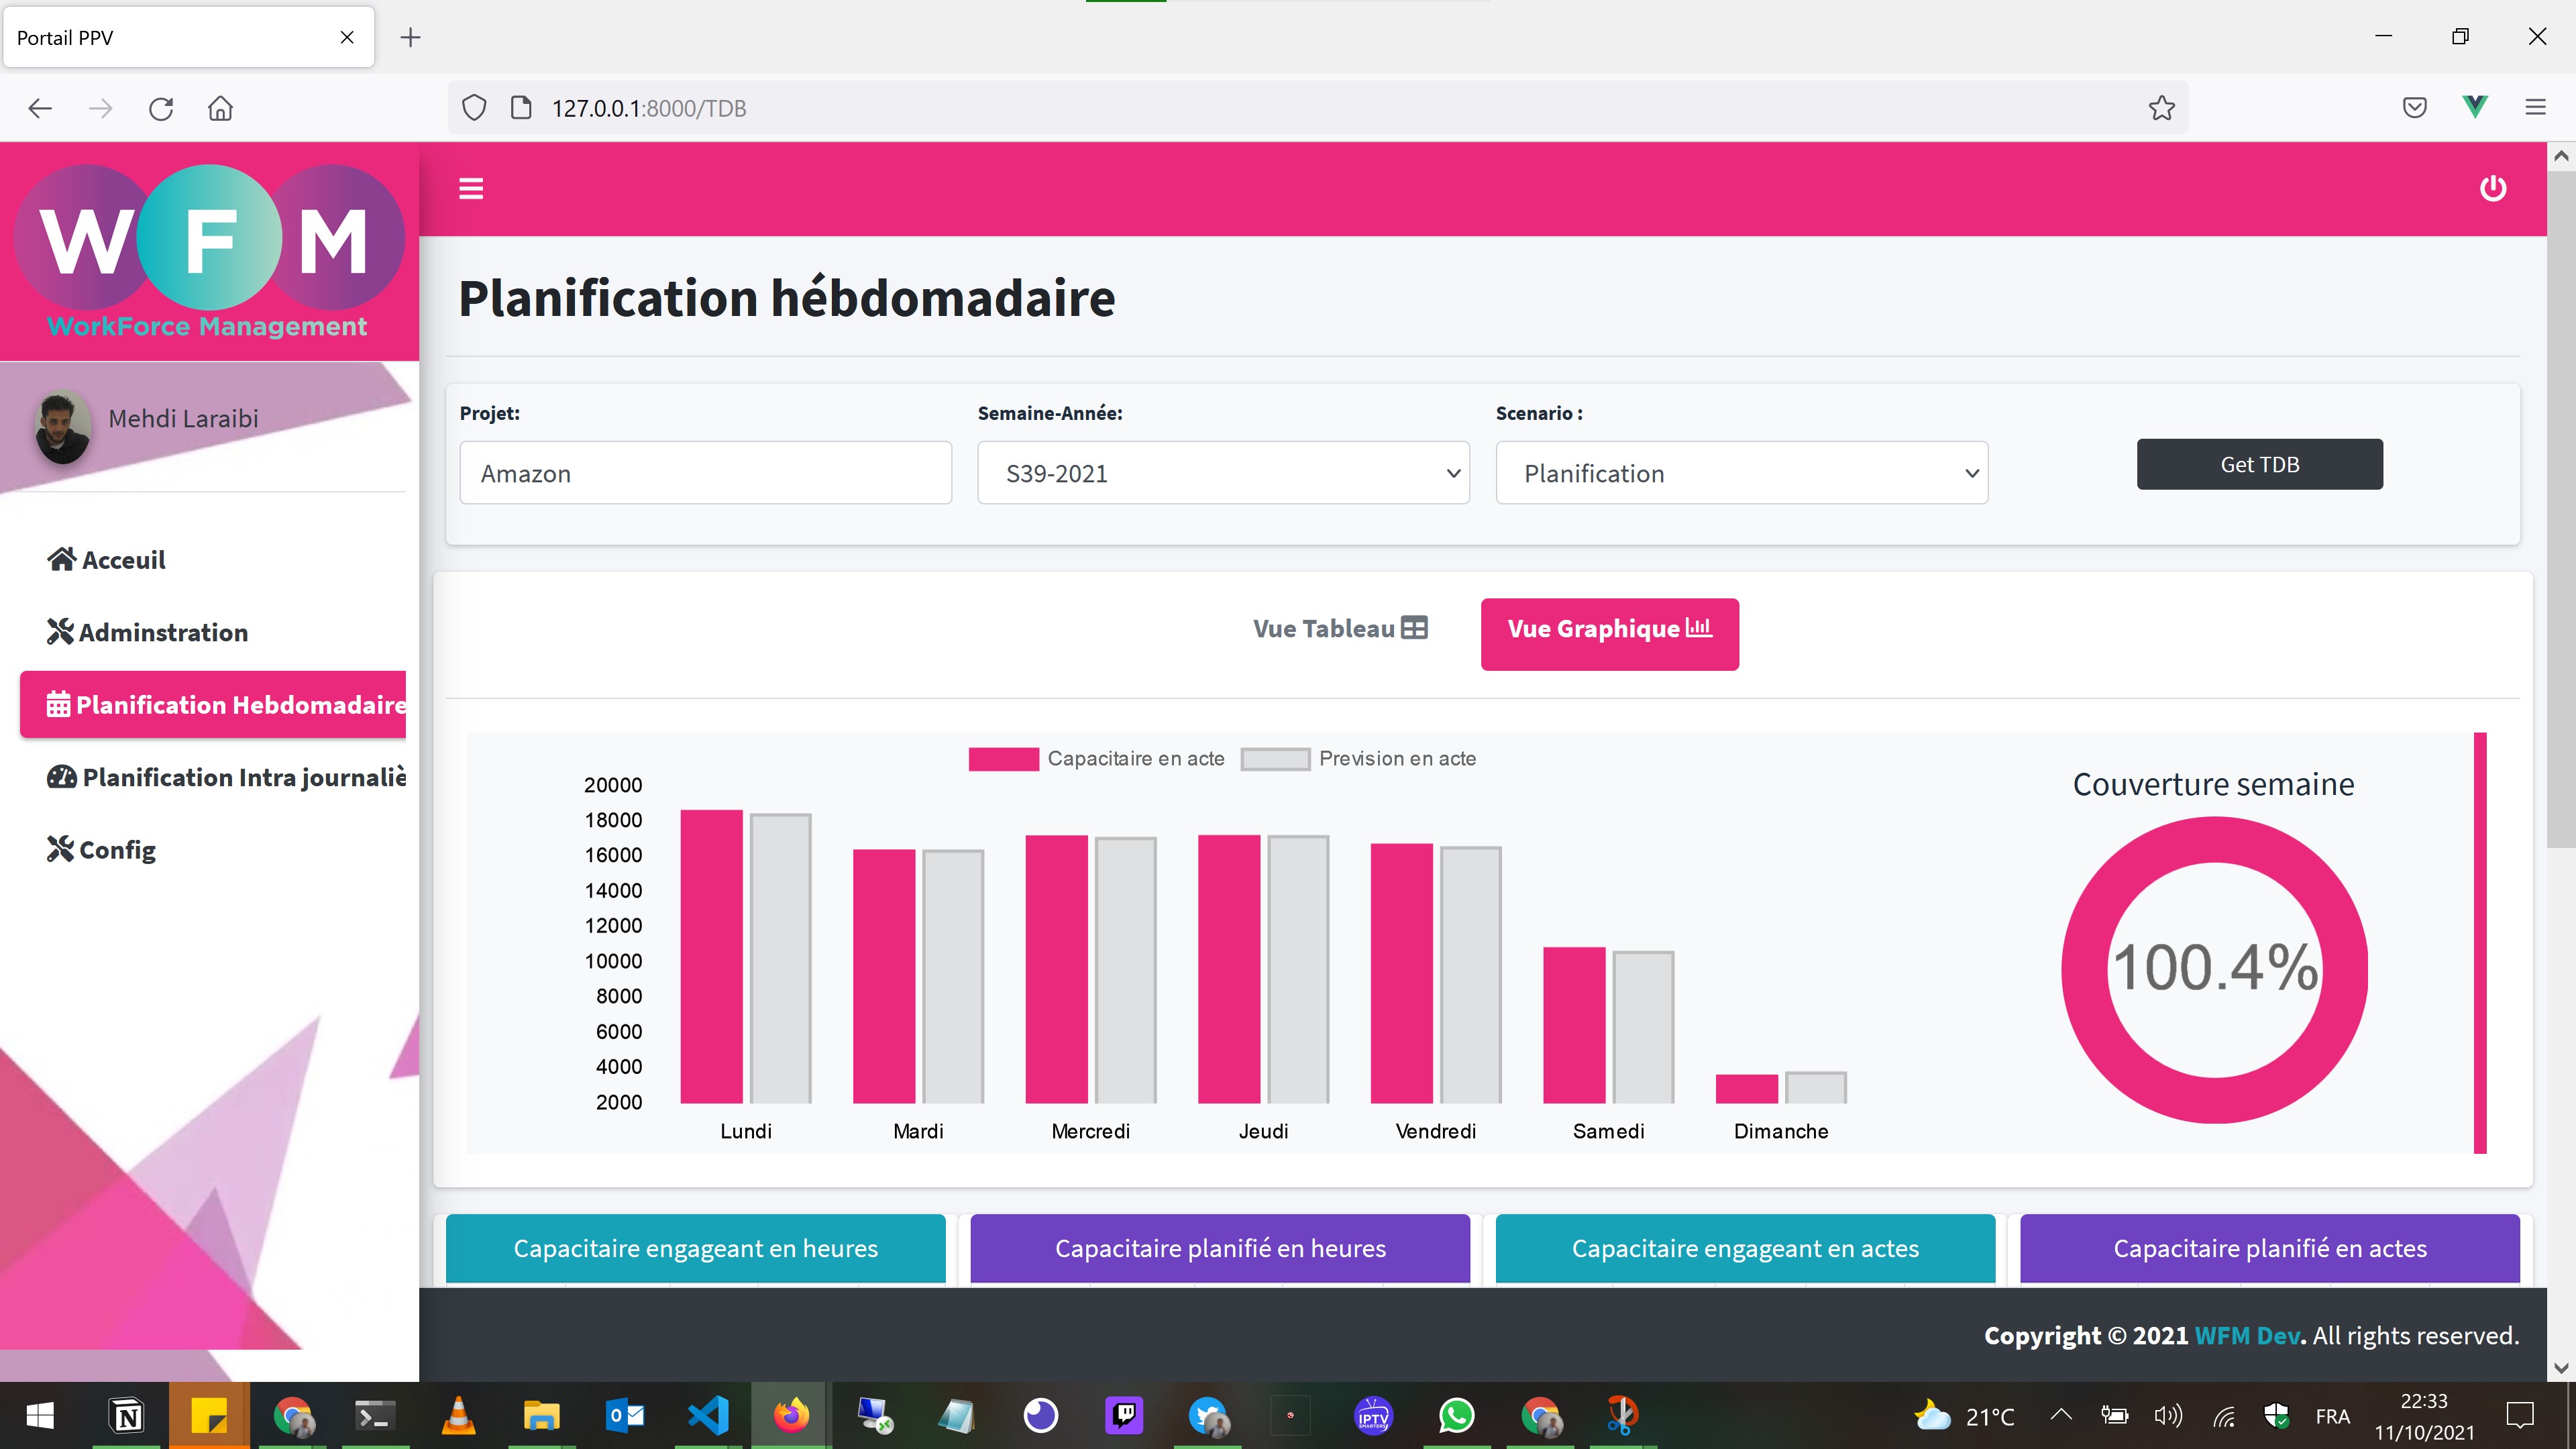 Portail PPV
127.0.0.1:8000/TDB
W F M
WorkForce Management
Mehdi Laraibi
Acceuil
Adminstration
Planification Hebdomadaire
Planification Intra journaliè
Config
Planification hébdomadaire
Projet: Semaine-Année: Scenario :
Amazon S39-2021 Planification Get TDB
Vue Tableau Vue Graphique
Capacitaire en acte Prevision en acte
20000
18000
16000
14000
12000
10000
8000
6000
4000
2000
Lundi Mardi Mercredi Jeudi Vendredi Samedi Dimanche
Couverture semaine
100.4%
Capacitaire engageant en heures Capacitaire planifié en heures Capacitaire engageant en actes Capacitaire planifié en actes
Copyright © 2021 WFM Dev. All rights reserved.
IPTV
21°C FRA 22:33
11/10/2021